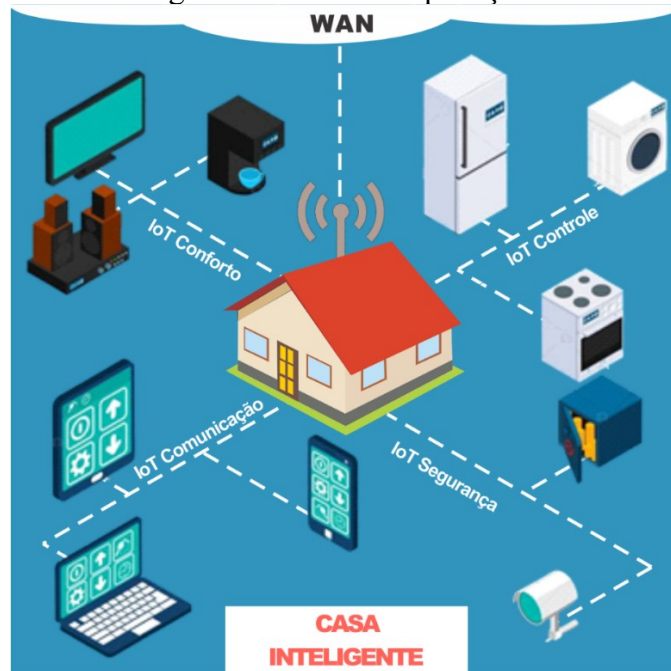 WAN
IoT Conforto
IoT Controle
IoT Comunicação
IoT Segurança
CASA
INTELIGENTE